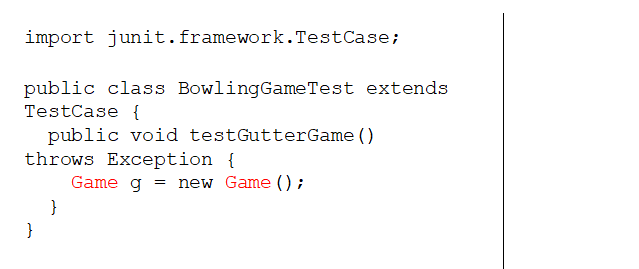 import junit.framework.TestCase;
public class BowlingGameTest extends
TestCase {
public void testGutterGame()
throws Exception {
Game g = new Game();
}
}